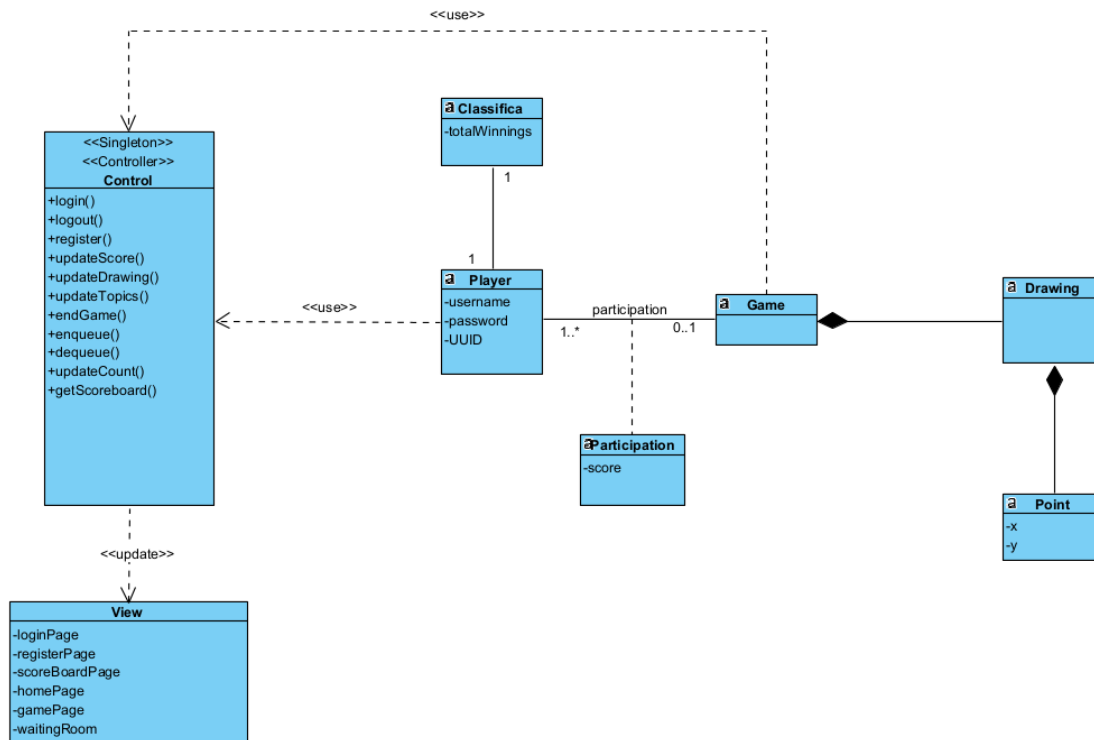 <<use>>
a Classifica
-totalWinnings
<<Singleton>>
<<Controller>>
Control
+login()
+logout()
+register()
+updateScore()
+updateDrawing()
+updateTopics()
+endGame()
+enqueue()
+dequeue()
+updateCount()
+getScoreboard()
1
1
a Player
-username
-password
-UUID
<<use>>
participation
1..*
0..1
a Game
a Drawing
a Participation
-score
a Point
-x
-y
<<update>>
View
-loginPage
-registerPage
-scoreBoardPage
-homePage
-gamePage
-waitingRoom